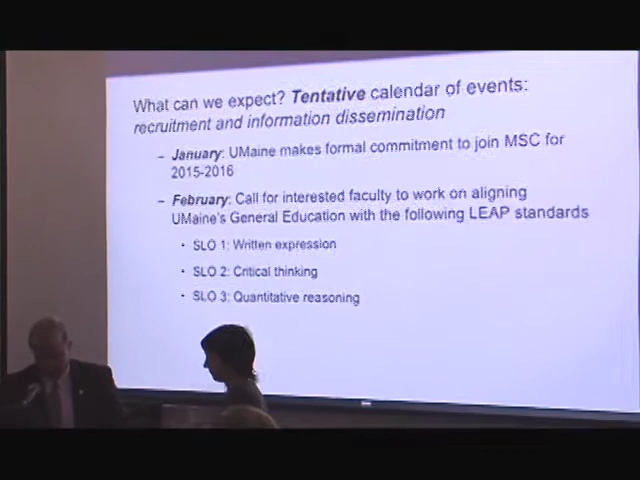 What can we expect? Tentative calendar of events:
recruitment and information dissemination
– January: UMaine makes formal commitment to join MSC for
2015-2016
– February: Call for interested faculty to work on aligning
UMaine's General Education with the following LEAP standards
• SLO 1: Written expression
• SLO 2: Critical thinking
• SLO 3: Quantitative reasoning